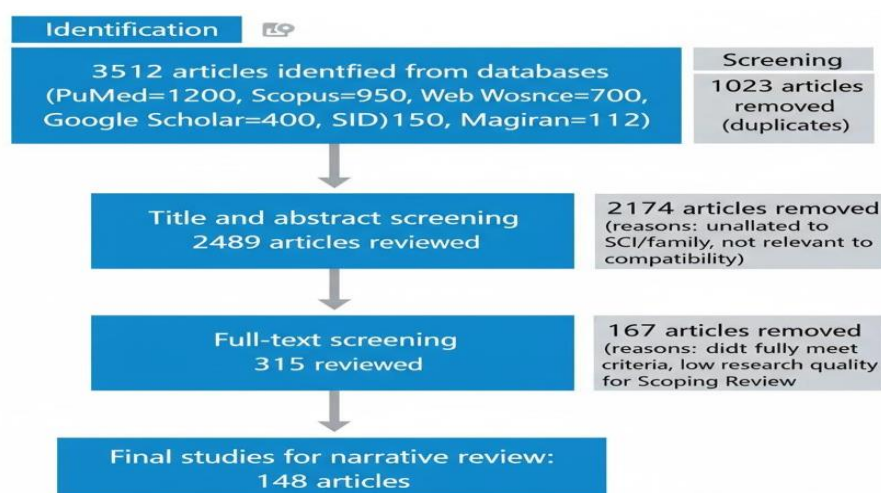 Identification
3512 articles identfied from databases
(PuMed=1200, Scopus=950, Web Wosnce=700,
Google Scholar=400, SID)150, Magiran=112)
Screening
1023 articles
removed
(duplicates)
Title and abstract screening
2489 articles reviewed
2174 articles removed
(reasons: unallated to
SCI/family, not relevant to
compatibility)
Full-text screening
315 reviewed
167 articles removed
(reasons: didt fully meet
criteria, low research quality
for Scoping Review
Final studies for narrative review:
148 articles